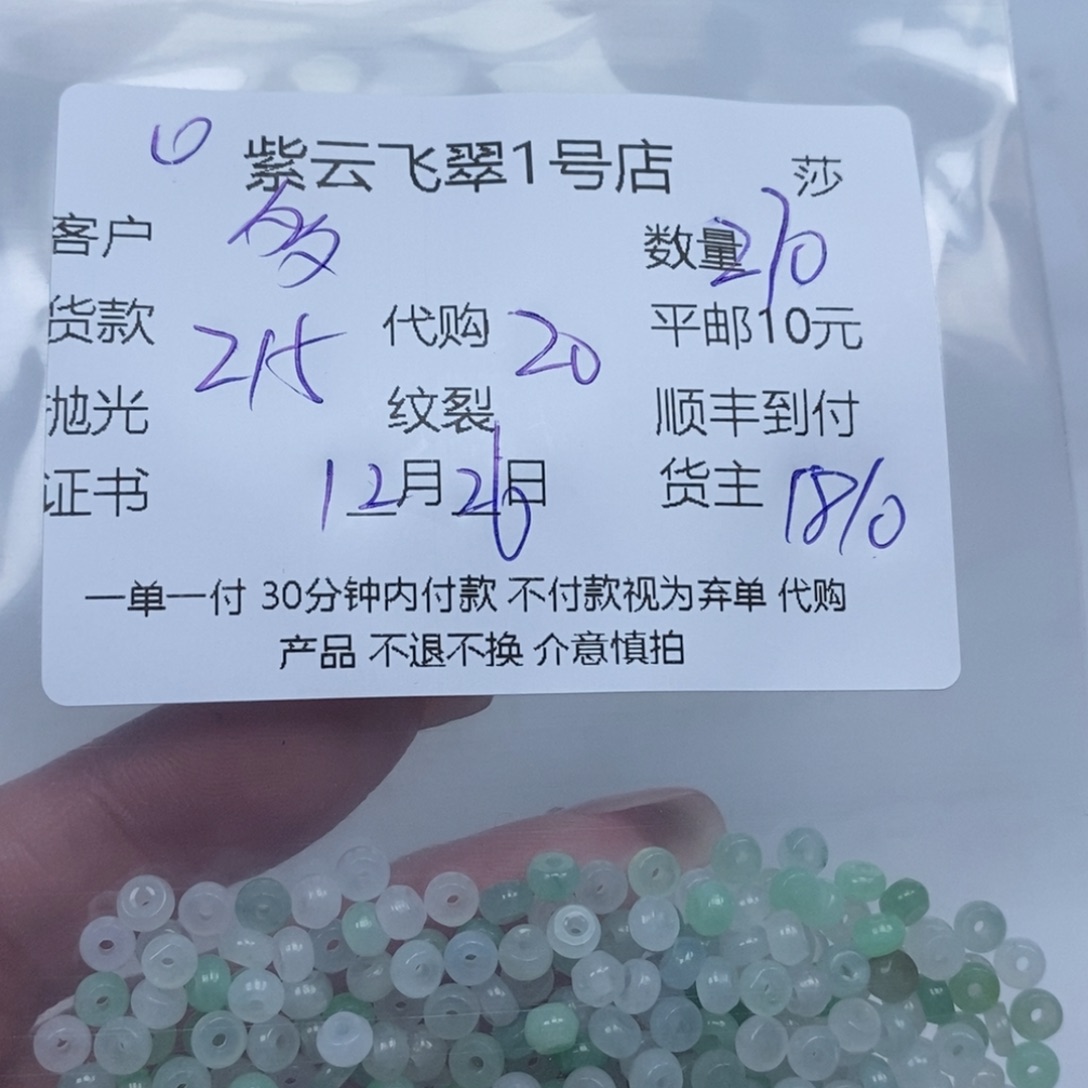 紫云飞翠1号店 莎
客户 数量 210
货款 215 代购 20 平邮10元
抛光 纹裂 顺丰到付
证书 12月26日 货主 1810
一单一付 30分钟内付款 不付款视为弃单 代购
产品 不退不换 介意慎拍